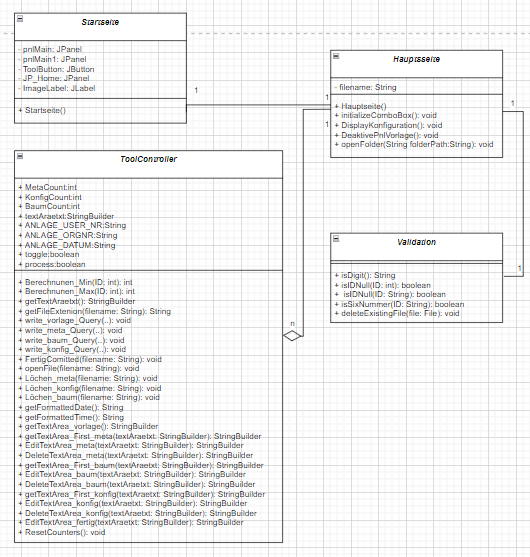 Startseite
- pnlMain: JPanel
- pnlMain1: JPanel
- ToolButton: JButton
- JP_Home: JPanel
- ImageLabel: JLabel
+ Startseite()
1
1
1
Hauptsseite
- filename: String
+ Hauptseite()
+ initializeComboBox(): void
+ DisplayKonfiguration(): void
+ DeaktivePnlVorlage(): void
+ openFolder(String folderPath:String): void
1
ToolController
+ MetaCount:int
+ KonfigCount:int
+ BaumCount:int
+ textAraetxt:StringBuilder
+ ANLAGE_USER_NR:String
+ ANLAGE_ORGNR:String
+ ANLAGE_DATUM:String
+ toggle:boolean
+ process:boolean
+ Berechnunen_Min(ID: int): int
+ Berechnunen_Max(ID: int): int
+ getTextAraetxt(): StringBuilder
+ getFileExtenion(filename: String): String
+ write_vorlage_Query(..): void
+ write_meta_Query(..): void
+ write_baum_Query(..): void
+ write_konfig_Query(..): void
+ FertigComitted(filename: String): void
+ openFile(filename: String): void
+ Löchen_meta(filename: String): void
+ Löchen_konfig(filename: String): void
+ Löchen_baum(filename: String): void
+ getFormattedDate(): String
+ getFormattedTime(): String
+ getTextArea_vorlage(): StringBuilder
+ getTextArea_First_meta(textAraetxt: StringBuilder): StringBuilder
+ EditTextArea_meta(textAraetxt: StringBuilder): StringBuilder
+ DeleteTextArea_meta(textAraetxt: StringBuilder): StringBuilder
+ getTextArea_First_baum(textAraetxt: StringBuilder): StringBuilder
+ EditTextArea_baum(textAraetxt: StringBuilder): StringBuilder
+ DeleteTextArea_baum(textAraetxt: StringBuilder): StringBuilder
+ getTextArea_First_konfig(textAraetxt: StringBuilder): StringBuilder
+ EditTextArea_konfig(textAraetxt: StringBuilder): StringBuilder
+ DeleteTextArea_konfig(textAraetxt: StringBuilder): StringBuilder
+ EditTextArea_fertig(textAraetxt: StringBuilder): StringBuilder
+ ResetCounters(): void
n
Validation
+ isDigit(): String
+ isIDNull(ID: int): boolean
+ isIDNull(ID: String): boolean
+ isSixNummer(ID: String): boolean
+ deleteExistingFile(file: File): void
1